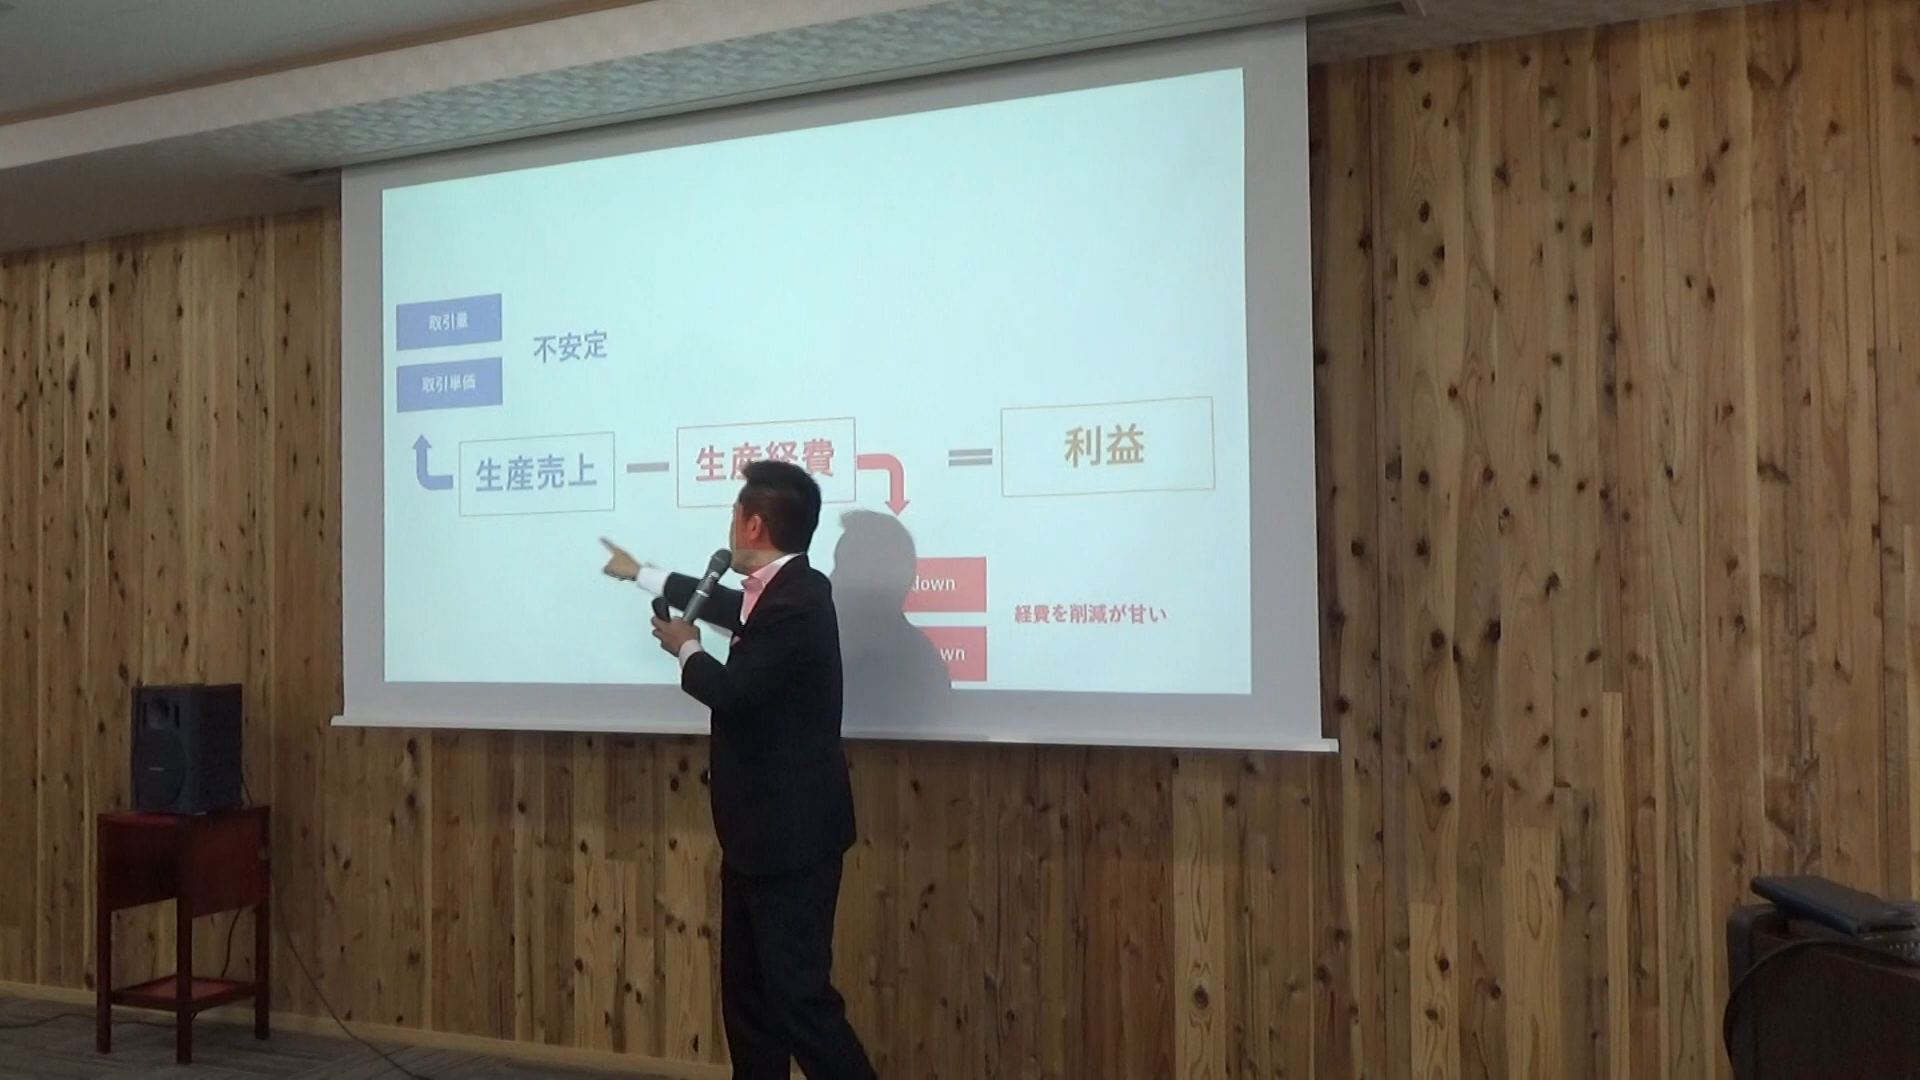 取引量
不安定
取引単価
生産売上
ー
生産経費
＝
利益
down
経費を削減が甘い
wn